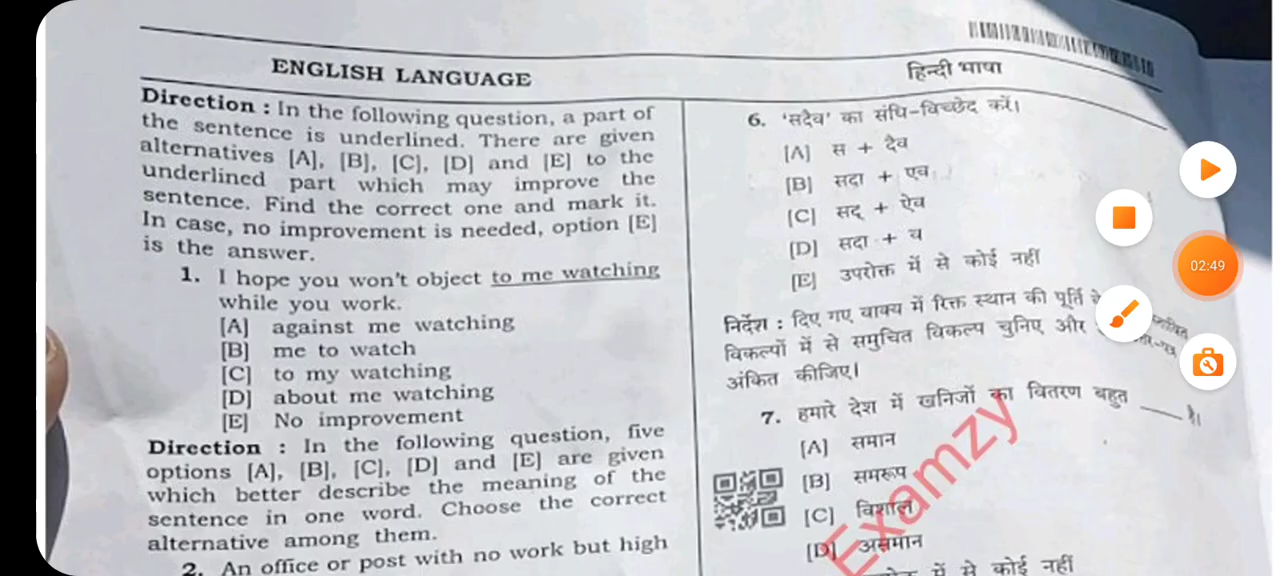 ENGLISH LANGUAGE
Direction : In the following question, a part of
the sentence is underlined. There are given
alternatives [A], [B], [C], [D] and [E] to the
underlined part which may improve the
sentence. Find the correct one and mark it.
In case, no improvement is needed, option [E]
is the answer.
1. I hope you won't object to me watching
while you work.
[A] against me watching
[B] me to watch
[C] to my watching
[D] about me watching
[E] No improvement
Direction : In the following question, five
options [A], [B], [C], [D] and [E] are given
which better describe the meaning of the
sentence in one word. Choose the correct
alternative among them.
2. An office or post with no work but high
हिन्दी भाषा
6. 'सदैव' का संधि-विच्छेद करें।
[A] स + दैव
[B] सदा + एव
[C] सद् + ऐव
[D] सदा + व
[E] उपरोक्त में से कोई नहीं
निर्देश : दिए गए वाक्य में रिक्त स्थान की पूर्ति
विकल्पों में से समुचित विकल्प चुनिए और
अंकित कीजिए।
7. हमारे देश में खनिजों का वितरण बहुत ____ है।
[A] समान
[B] समरूप
[C] विशाल
[D] असमान
में से कोई नहीं
Examzy
02:49